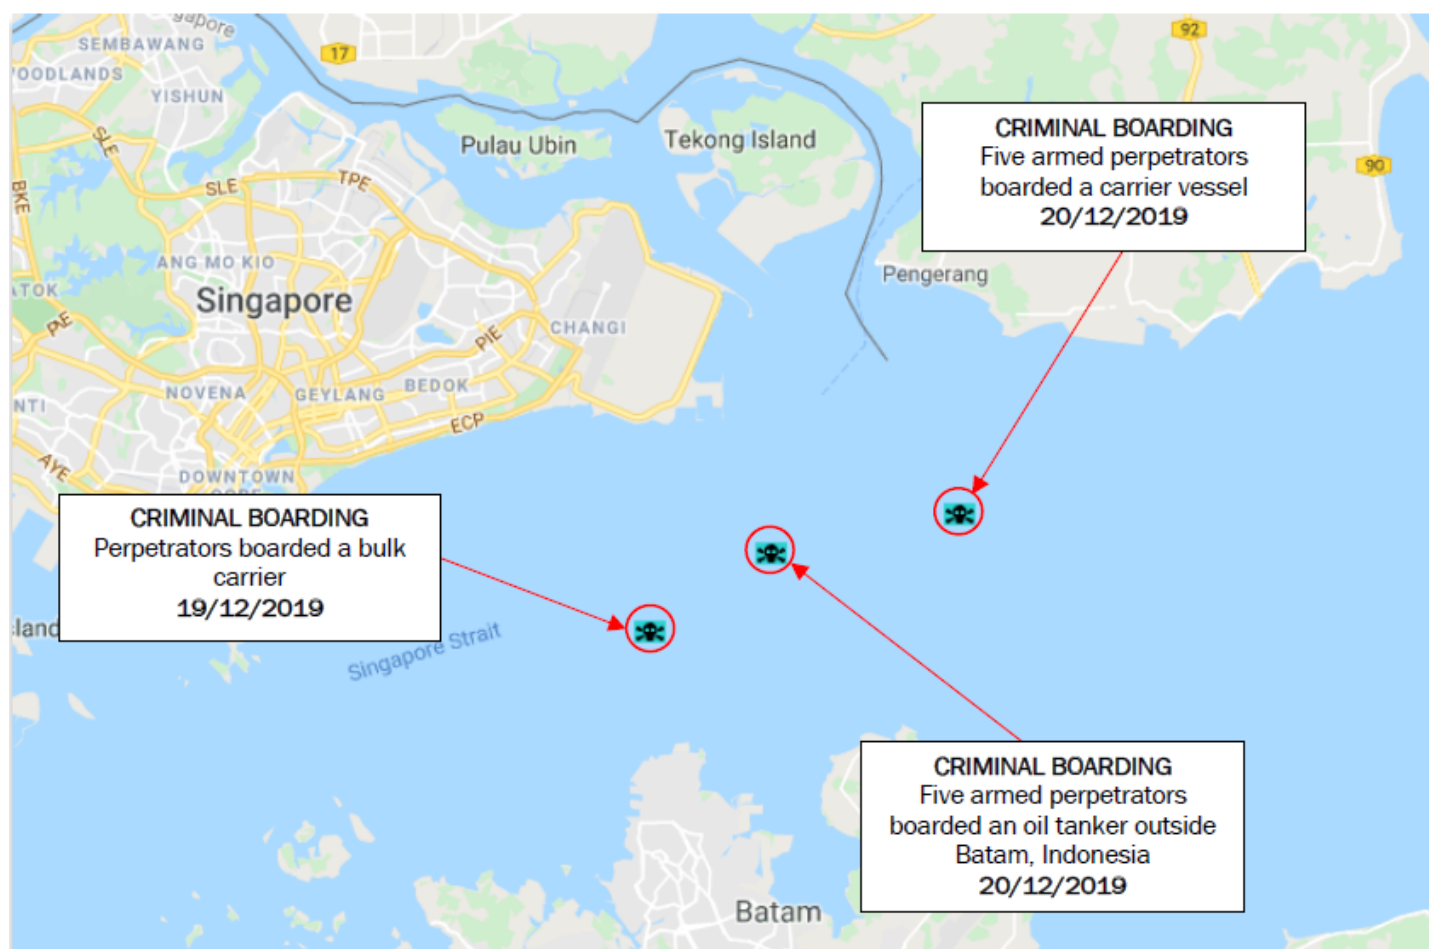 Singapore
SEMBAWANG
WOODLANDS
YISHUN
17
92
90
SLE
BKE
SLE
TPE
Pulau Ubin
Tekong Island
CRIMINAL BOARDING
Five armed perpetrators
boarded a carrier vessel
20/12/2019
Pengerang
ANG MO KIO
Singapore
PIE
PIE
CHANGI
NOVENA
GEYLANG
BEDOK
ECP
AYE
DOWNTOWN
CRIMINAL BOARDING
Perpetrators boarded a bulk
carrier
19/12/2019
Singapore Strait
CRIMINAL BOARDING
Five armed perpetrators
boarded an oil tanker outside
Batam, Indonesia
20/12/2019
Batam